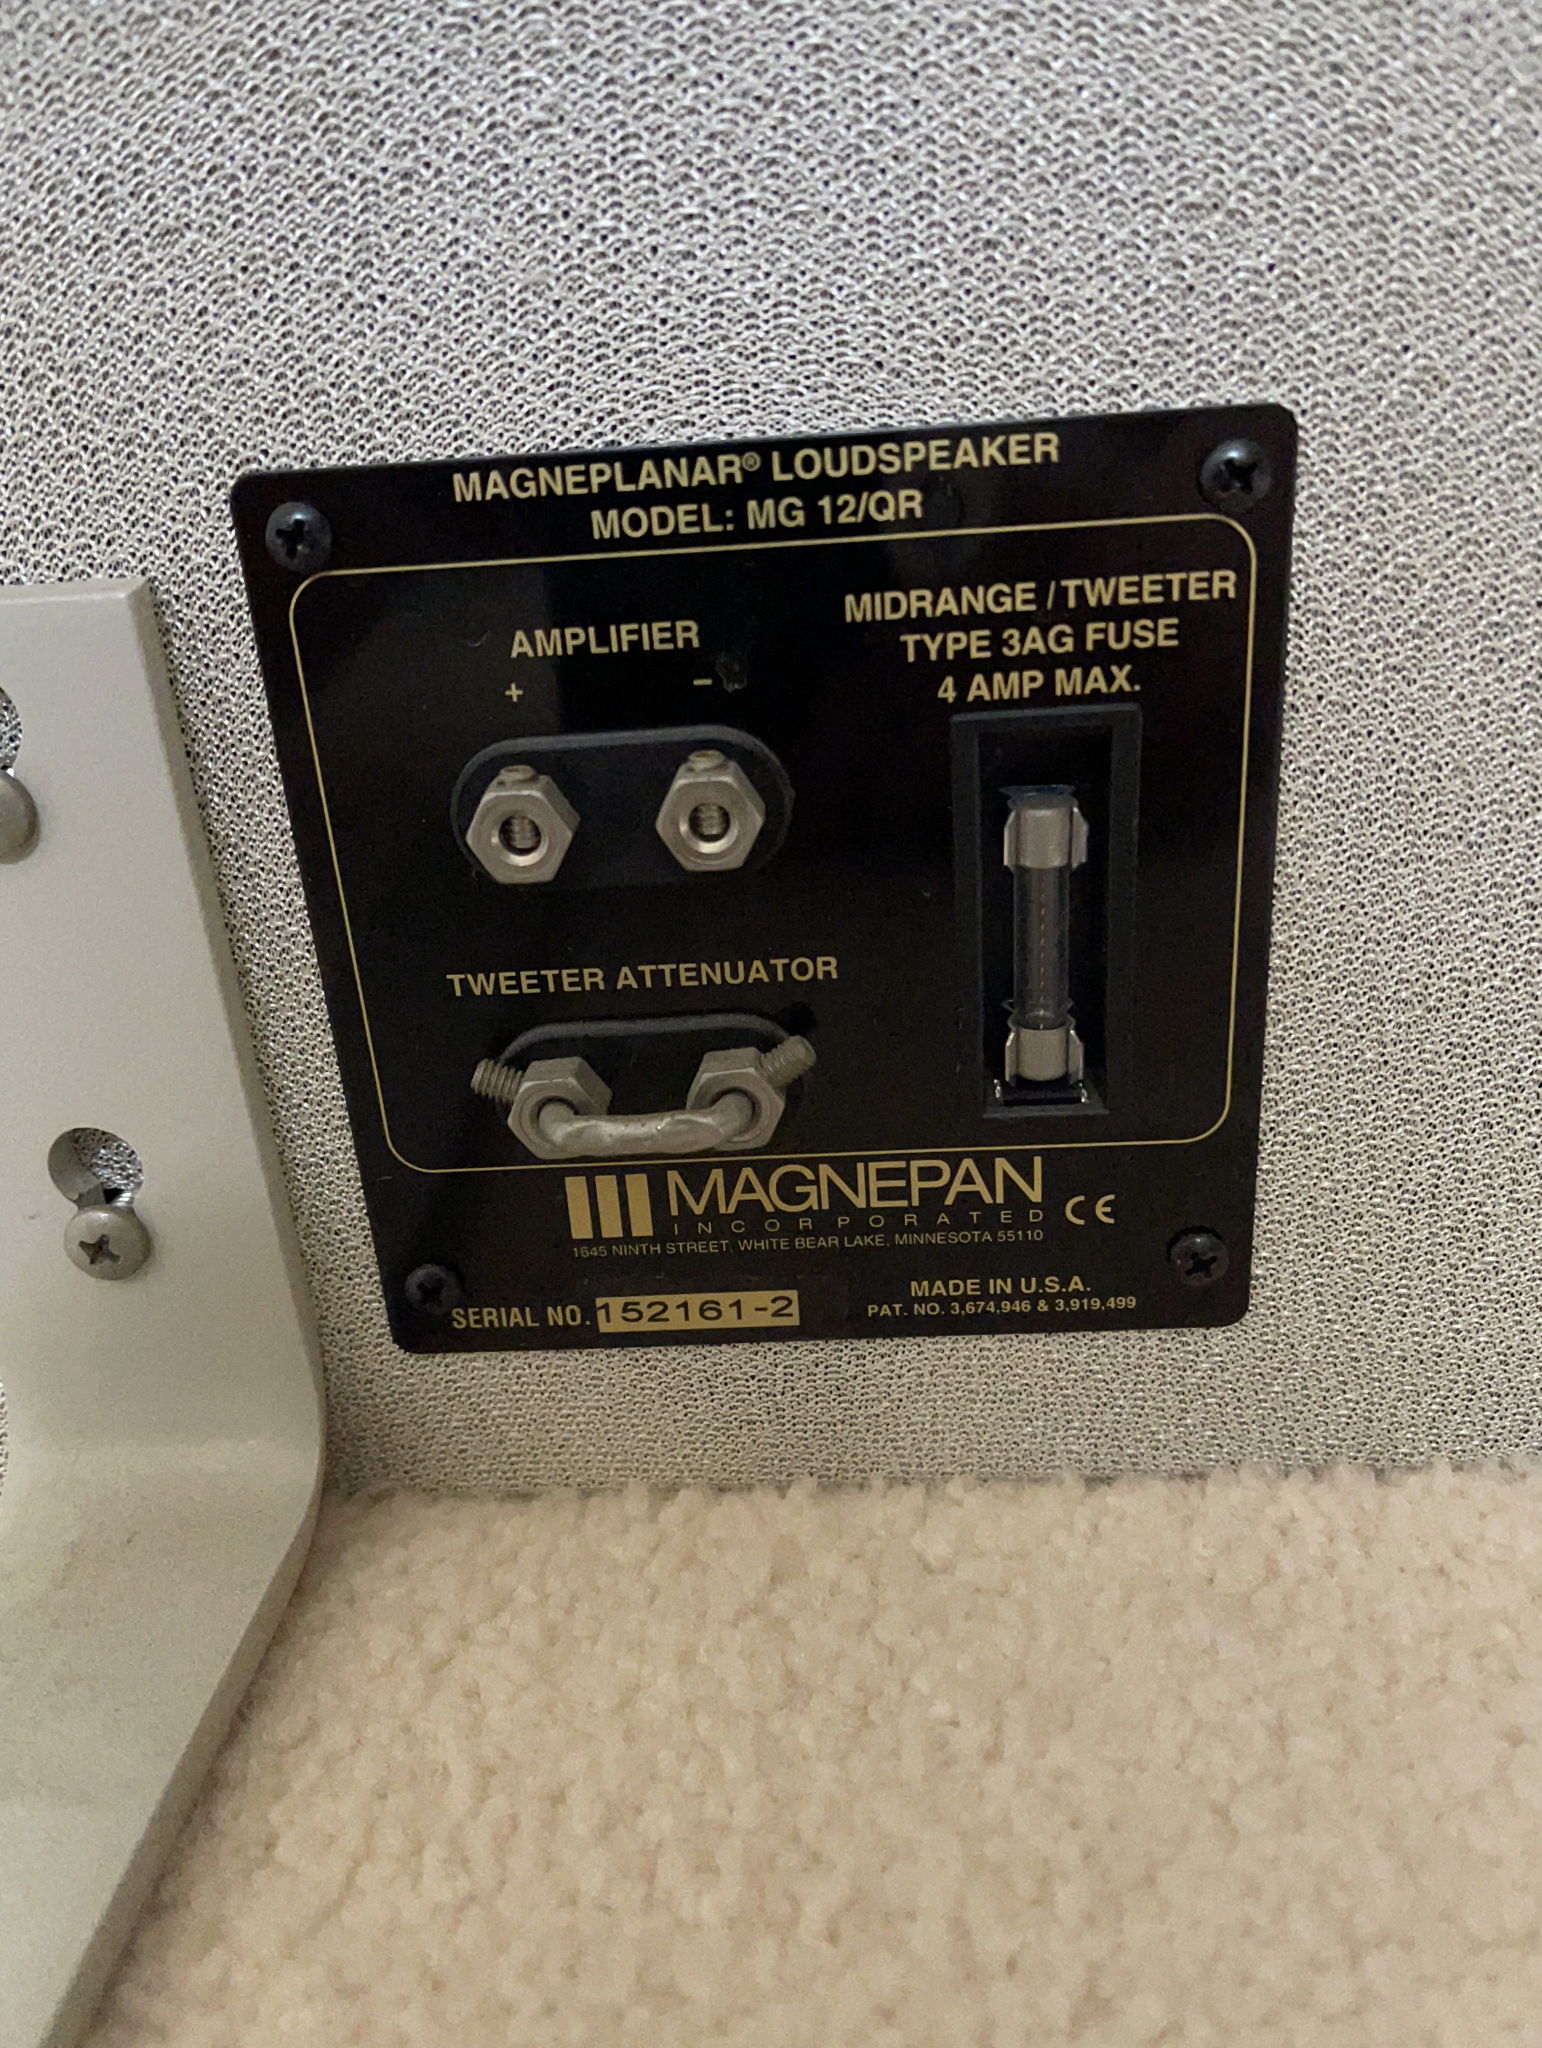 MAGNEPLANAR® LOUDSPEAKER
MODEL: MG 12/QR
AMPLIFIER
+ −
MIDRANGE / TWEETER
TYPE 3AG FUSE
4 AMP MAX.
TWEETER ATTENUATOR
MAGNEPAN
INCORPORATED
CE
1645 NINTH STREET, WHITE BEAR LAKE, MINNESOTA 55110
SERIAL NO. 152161-2
MADE IN U.S.A.
PAT. NO. 3,674,946 & 3,919,499